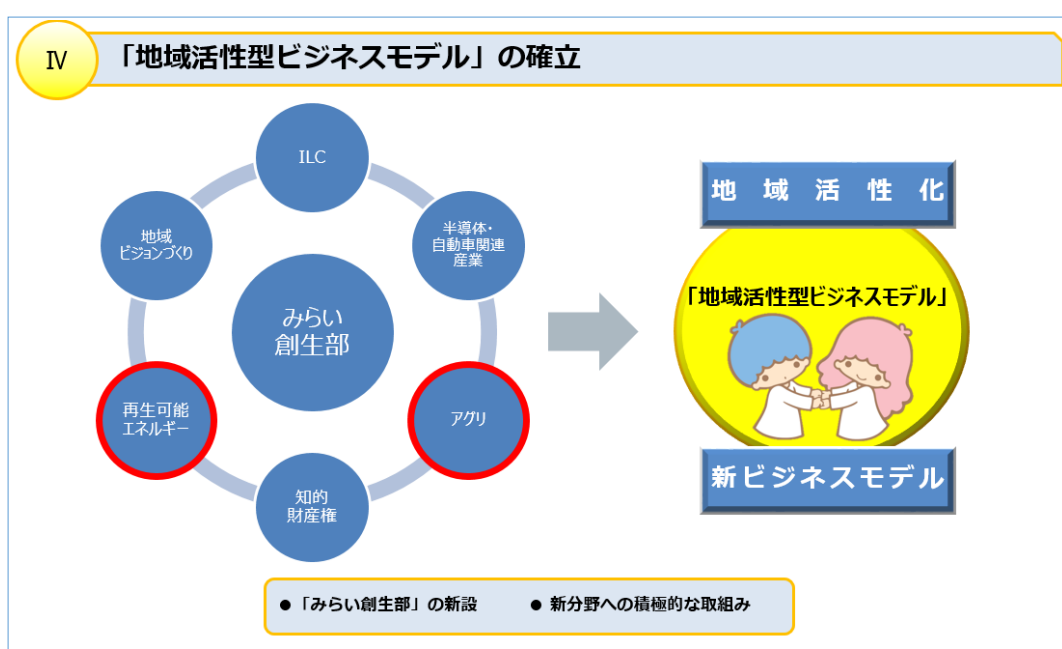 Ⅳ
「地域活性型ビジネスモデル」の確立
ILC
半導体・
自動車関連
産業
アグリ
知的
財産権
再生可能
エネルギー
地域
ビジョンづくり
みらい
創生部
地域活性化
「地域活性型ビジネスモデル」
新ビジネスモデル
● 「みらい創生部」の新設
● 新分野への積極的な取組み